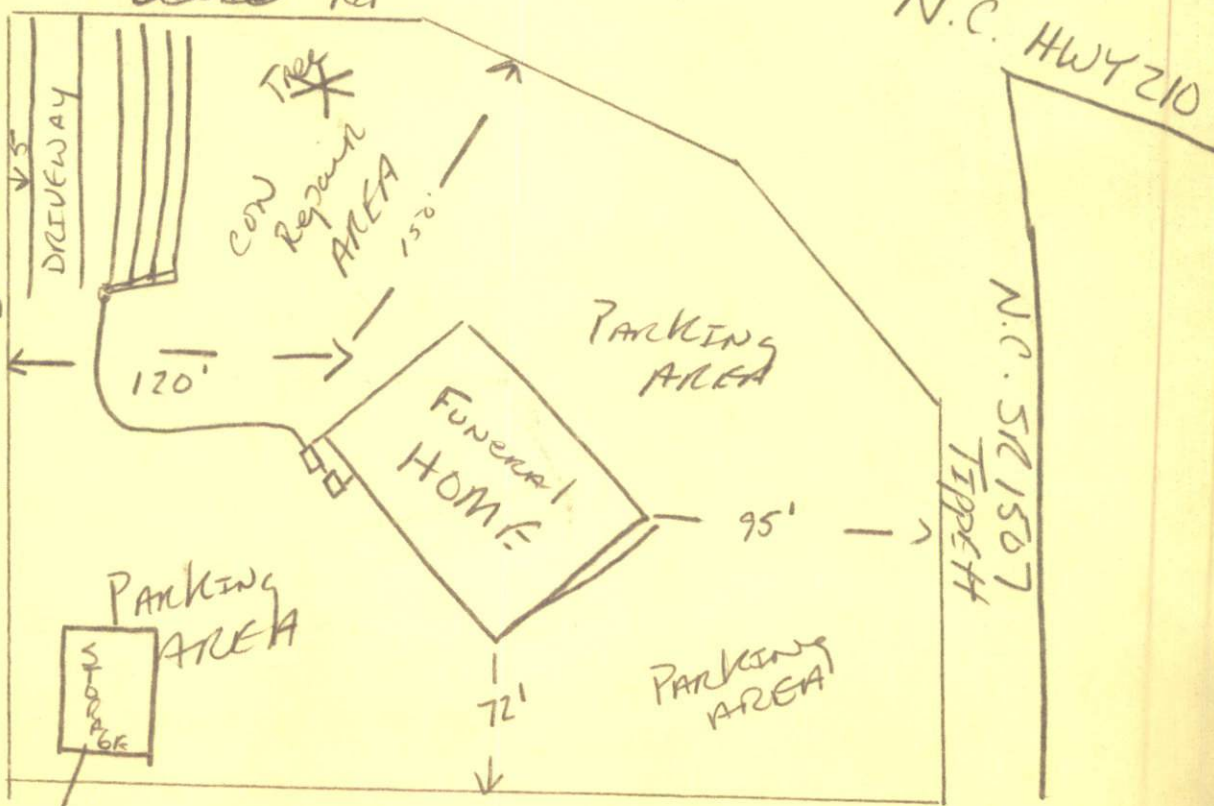 N.C. HWY 210
TREE
5
DRIVEWAY
CON
Repair
AREA
150'
120'
PARKING
AREA
FUNERAL
HOME
95'
N.C. SR 1507
PARKING
AREA
STORAGE
72'
PARKING
AREA